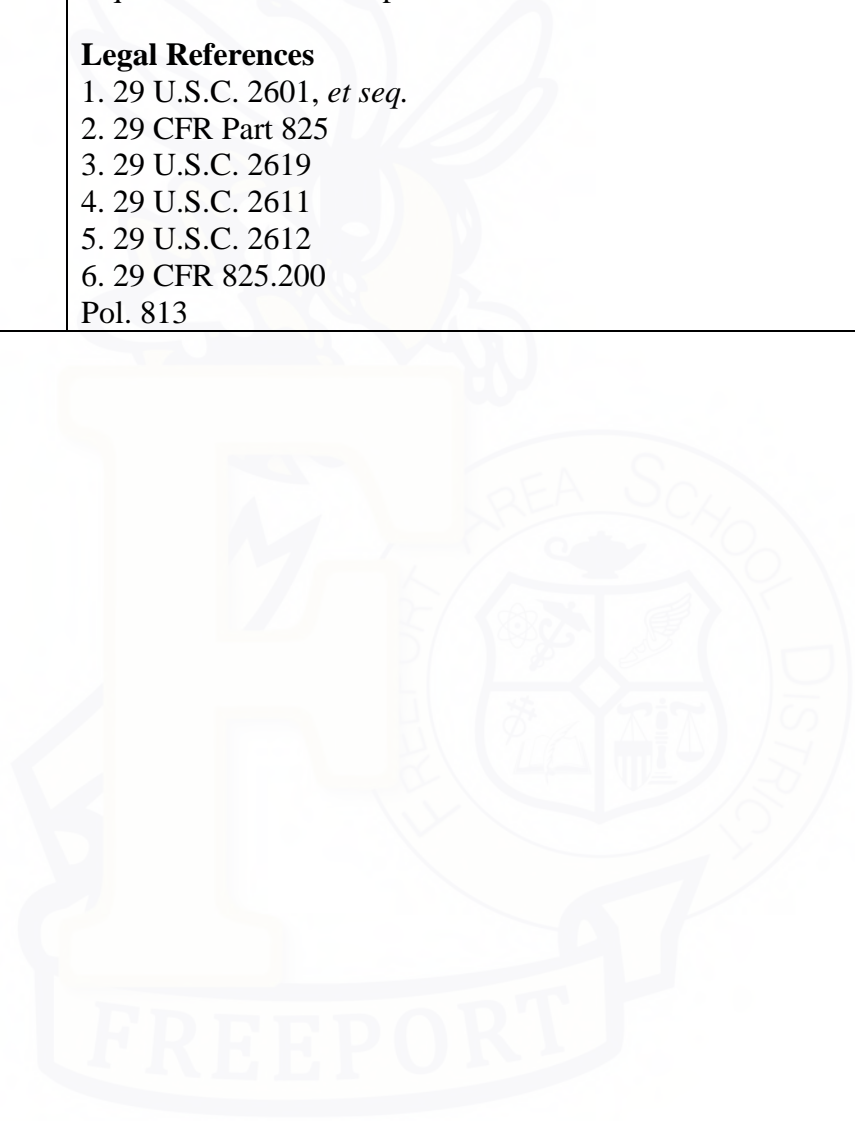 Legal References
1. 29 U.S.C. 2601, et seq.
2. 29 CFR Part 825
3. 29 U.S.C. 2619
4. 29 U.S.C. 2611
5. 29 U.S.C. 2612
6. 29 CFR 825.200
Pol. 813
FREEPORT AREA SCHOOL DISTRICT
FREEPORT